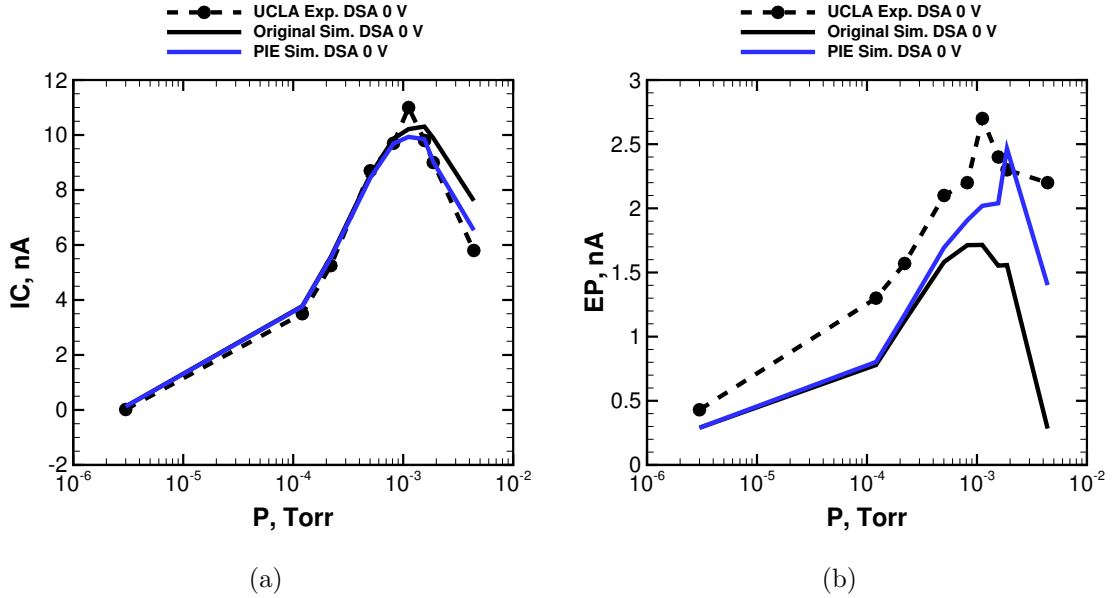 UCLA Exp. DSA 0 V
Original Sim. DSA 0 V
PIE Sim. DSA 0 V
12
10
8
6
4
2
0
-2
IC, nA
10-6
10-5
10-4
10-3
10-2
P, Torr
(a)
UCLA Exp. DSA 0 V
Original Sim. DSA 0 V
PIE Sim. DSA 0 V
3
2.5
2
1.5
1
0.5
0
EP, nA
10-6
10-5
10-4
10-3
10-2
P, Torr
(b)